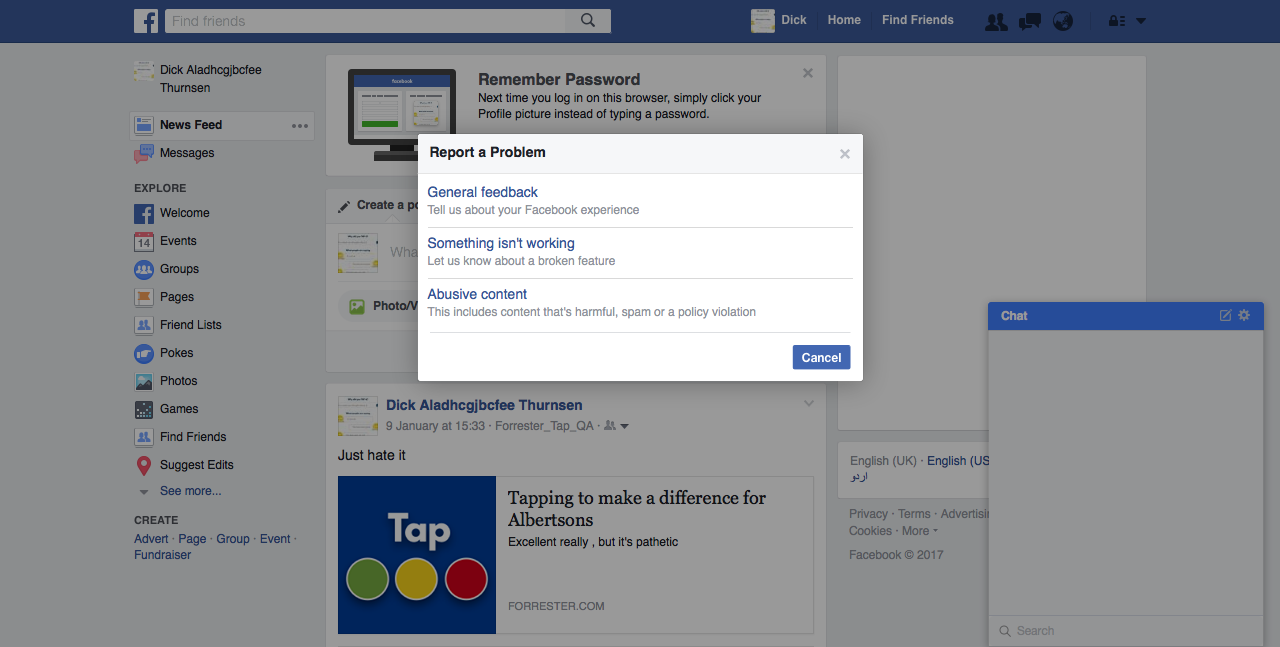 Find friends
Dick
Home
Find Friends
Dick Aladhcgjbcfee
Thurnsen
News Feed
Messages
EXPLORE
Welcome
14
Events
Groups
Pages
Friend Lists
Pokes
Photos
Games
Find Friends
Suggest Edits
See more...
CREATE
Advert · Page · Group · Event ·
Fundraiser
facebook
Remember Password
Next time you log in on this browser, simply click your
Profile picture instead of typing a password.
Create a po
Wha
Photo/V
Report a Problem
General feedback
Tell us about your Facebook experience
Something isn't working
Let us know about a broken feature
Abusive content
This includes content that's harmful, spam or a policy violation
Cancel
Dick Aladhcgjbcfee Thurnsen
9 January at 15:33 · Forrester_Tap_QA ·
Just hate it
Tap
Tapping to make a difference for
Albertsons
Excellent really , but it's pathetic
FORRESTER.COM
English (UK) · English (US
اردو
Privacy · Terms · Advertisin
Cookies · More
Facebook © 2017
Chat
Search